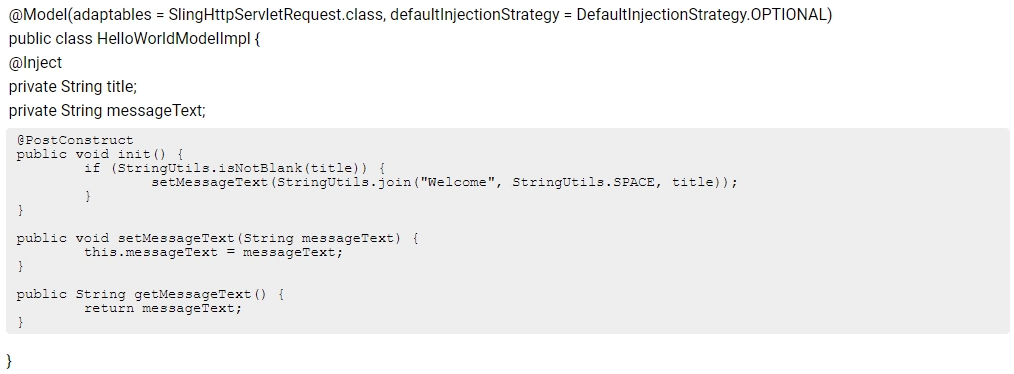 @Model(adaptables = SlingHttpServletRequest.class, defaultInjectionStrategy = DefaultInjectionStrategy.OPTIONAL)
public class HelloWorldModelImpl {
@Inject
private String title;
private String messageText;
@PostConstruct
public void init() {
if (StringUtils.isNotBlank(title)) {
setMessageText(StringUtils.join("Welcome", StringUtils.SPACE, title));
}
}
public void setMessageText(String messageText) {
this.messageText = messageText;
}
public String getMessageText() {
return messageText;
}
}